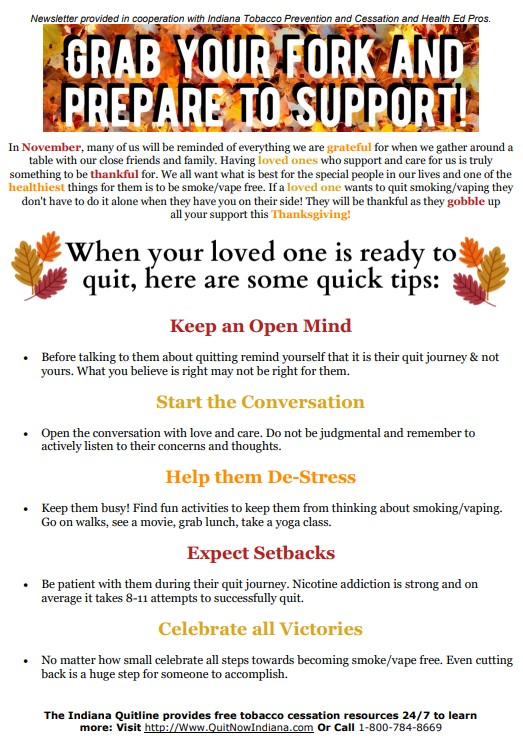 Newsletter provided in cooperation with Indiana Tobacco Prevention and Cessation and Health Ed Pros.
GRAB YOUR FORK AND
PREPARE TO SUPPORT!
In November, many of us will be reminded of everything we are grateful for when we gather around a
table with our close friends and family. Having loved ones who support and care for us is truly
something to be thankful for. We all want what is best for the special people in our lives and one of the
healthiest things for them is to be smoke/vape free. If a loved one wants to quit smoking/vaping they
don't have to do it alone when they have you on their side! They will be thankful as they gobble up
all your support this Thanksgiving!
When your loved one is ready to
quit, here are some quick tips:
Keep an Open Mind
• Before talking to them about quitting remind yourself that it is their quit journey & not
yours. What you believe is right may not be right for them.
Start the Conversation
• Open the conversation with love and care. Do not be judgmental and remember to
actively listen to their concerns and thoughts.
Help them De-Stress
• Keep them busy! Find fun activities to keep them from thinking about smoking/vaping.
Go on walks, see a movie, grab lunch, take a yoga class.
Expect Setbacks
• Be patient with them during their quit journey. Nicotine addiction is strong and on
average it takes 8-11 attempts to successfully quit.
Celebrate all Victories
• No matter how small celebrate all steps towards becoming smoke/vape free. Even cutting
back is a huge step for someone to accomplish.
The Indiana Quitline provides free tobacco cessation resources 24/7 to learn
more: Visit http://Www.QuitNowIndiana.com Or Call 1-800-784-8669